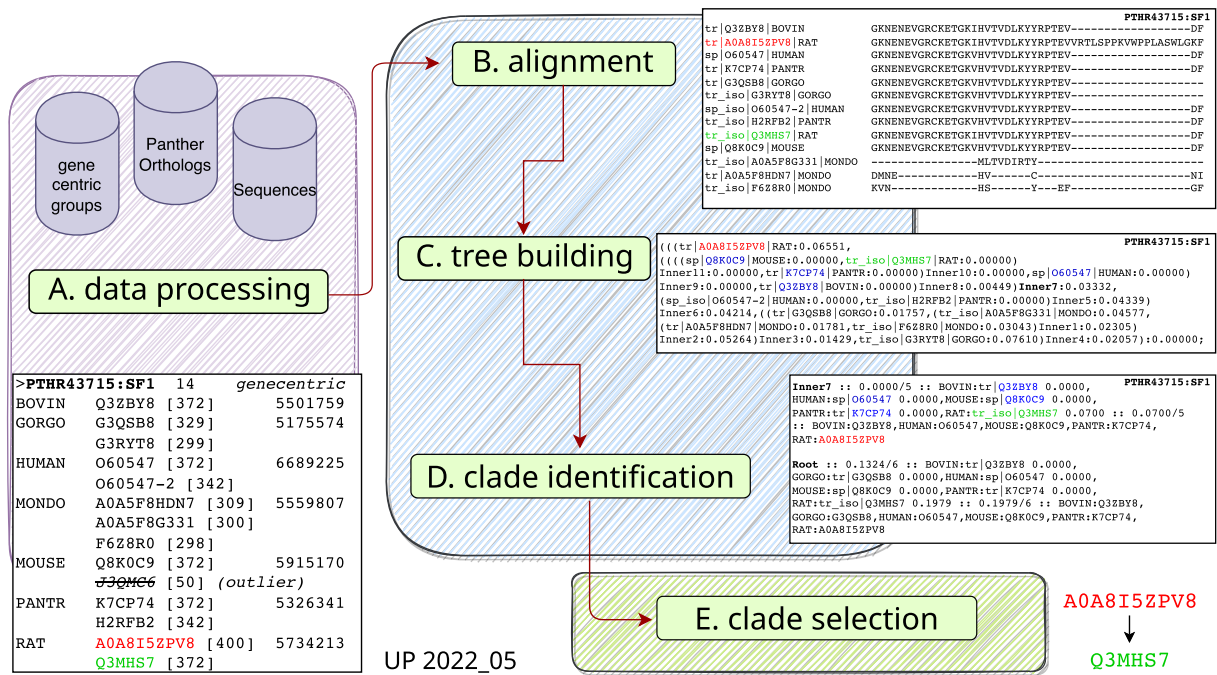 gene
centric
groups
Panther
Orthologs
Sequences
A. data processing
>PTHR43715:SF1 14 genecentric
BOVIN Q3ZBY8 [372] 5501759
GORGO G3QSB8 [329] 5175574
G3RYT8 [299]
HUMAN O60547 [372] 6689225
O60547-2 [342]
MONDO A0A5F8HDN7 [309] 5559807
A0A5F8G331 [300]
F6Z8R0 [298]
MOUSE Q8K0C9 [372] 5915170
J3QMC6 [50] (outlier)
PANTR K7CP74 [372] 5326341
H2RFB2 [342]
RAT A0A8I5ZPV8 [400] 5734213
Q3MHS7 [372]
B. alignment
PTHR43715:SF1
tr|Q3ZBY8|BOVIN GKNENEVGRCKETGKIHVTVDLKYYRPTEV------------------DF
tr|A0A8I5ZPV8|RAT GKNENEVGRCKETGKIHVTVDLKYYRPTEVVRTLSPPKVWPPLASWLGKF
sp|O60547|HUMAN GKNENEVGRCKETGKVHVTVDLKYYRPTEV------------------DF
tr|K7CP74|PANTR GKNENEVGRCKETGKVHVTVDLKYYRPTEV------------------DF
tr|G3QSB8|GORGO GKNENEVGRCKETGKVHVTVDLKYYRPTEV--------------------
tr_iso|G3RYT8|GORGO GKNENEVGRCKETGKVHVTVDLKYYRPTEV--------------------
sp_iso|O60547-2|HUMAN GKNENEVGRCKETGKVHVTVDLKYYRPTEV------------------DF
tr_iso|H2RFB2|PANTR GKNENEVGRCKETGKVHVTVDLKYYRPTEV------------------DF
tr_iso|Q3MHS7|RAT GKNENEVGRCKETGKIHVTVDLKYYRPTEV------------------DF
sp|Q8K0C9|MOUSE GKNENEVGRCKETGKVHVTVDLKYYRPTEV------------------DF
tr_iso|A0A5F8G331|MONDO ----------------MLTVDIRTY-------------------------
tr|A0A5F8HDN7|MONDO DMNE------------HV------C-----------------------NI
tr_iso|F6Z8R0|MONDO KVN-------------HS------Y---EF------------------GF
C. tree building
PTHR43715:SF1
(((tr|A0A8I5ZPV8|RAT:0.06551,
((((sp|Q8K0C9|MOUSE:0.00000,tr_iso|Q3MHS7|RAT:0.00000)
Inner11:0.00000,tr|K7CP74|PANTR:0.00000)Inner10:0.00000,sp|O60547|HUMAN:0.00000)
Inner9:0.00000,tr|Q3ZBY8|BOVIN:0.00000)Inner8:0.00449)Inner7:0.03332,
(sp_iso|O60547-2|HUMAN:0.00000,tr_iso|H2RFB2|PANTR:0.00000)Inner5:0.04339)
Inner6:0.04214,((tr|G3QSB8|GORGO:0.01757,(tr_iso|A0A5F8G331|MONDO:0.04577,
(tr|A0A5F8HDN7|MONDO:0.01781,tr_iso|F6Z8R0|MONDO:0.03043)Inner1:0.02305)
Inner2:0.05264)Inner3:0.01429,tr_iso|G3RYT8|GORGO:0.07610)Inner4:0.02057):0.00000;
D. clade identification
PTHR43715:SF1
Inner7 :: 0.0000/5 :: BOVIN:tr|Q3ZBY8 0.0000,
HUMAN:sp|O60547 0.0000,MOUSE:sp|Q8K0C9 0.0000,
PANTR:tr|K7CP74 0.0000,RAT:tr_iso|Q3MHS7 0.0700 :: 0.0700/5
:: BOVIN:Q3ZBY8,HUMAN:O60547,MOUSE:Q8K0C9,PANTR:K7CP74,
RAT:A0A8I5ZPV8
Root :: 0.1324/6 :: BOVIN:tr|Q3ZBY8 0.0000,
GORGO:tr|G3QSB8 0.0000,HUMAN:sp|O60547 0.0000,
MOUSE:sp|Q8K0C9 0.0000,PANTR:tr|K7CP74 0.0000,
RAT:tr_iso|Q3MHS7 0.1979 :: 0.1979/6 :: BOVIN:Q3ZBY8,
GORGO:G3QSB8,HUMAN:O60547,MOUSE:Q8K0C9,PANTR:K7CP74,
RAT:A0A8I5ZPV8
E. clade selection
A0A8I5ZPV8
Q3MHS7
UP 2022_05